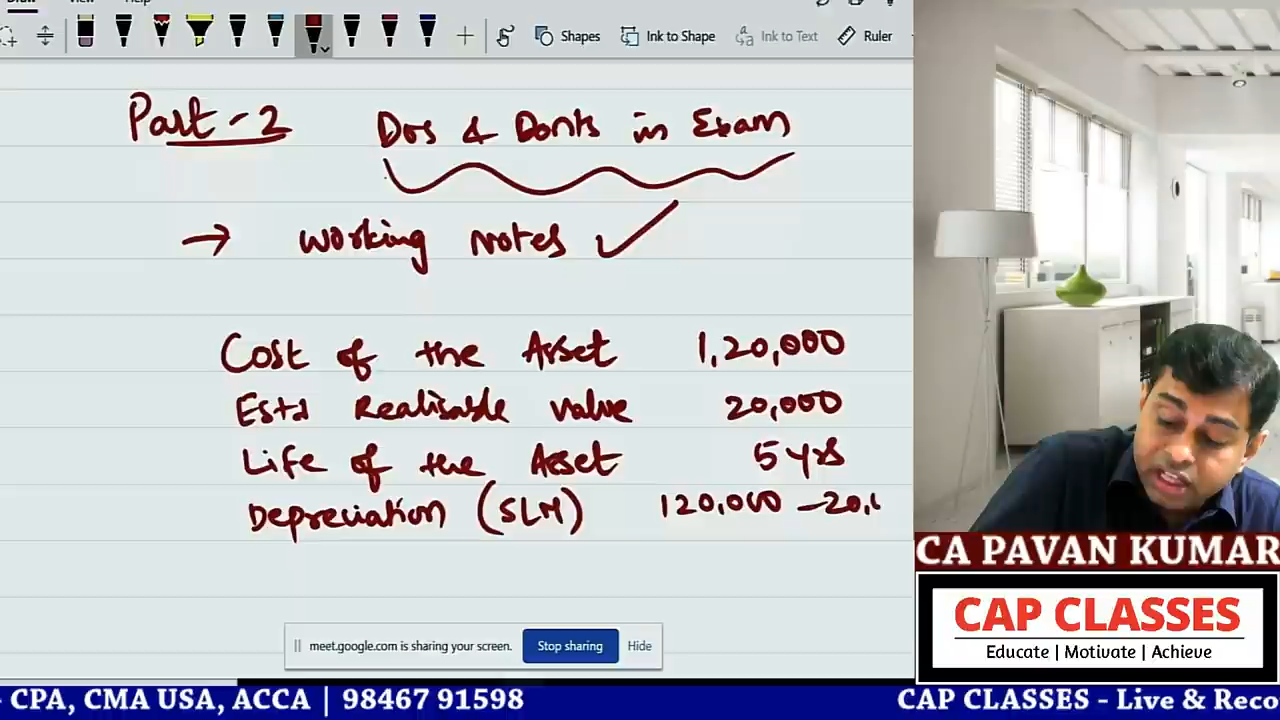 Shapes Ink to Shape Ink to Text Ruler
Part - 2 Dos & Donts in Exam
→ Working notes ✓
Cost of the Asset 1,20,000
Estd Realisable value 20,000
Life of the Asset 5 yrs
Depreciation (SLM) 120,000 - 20,
meet.google.com is sharing your screen. Stop sharing Hide
CA PAVAN KUMAR
CAP CLASSES
Educate | Motivate | Achieve
- CPA, CMA USA, ACCA | 98467 91598 CAP CLASSES - Live & Reco